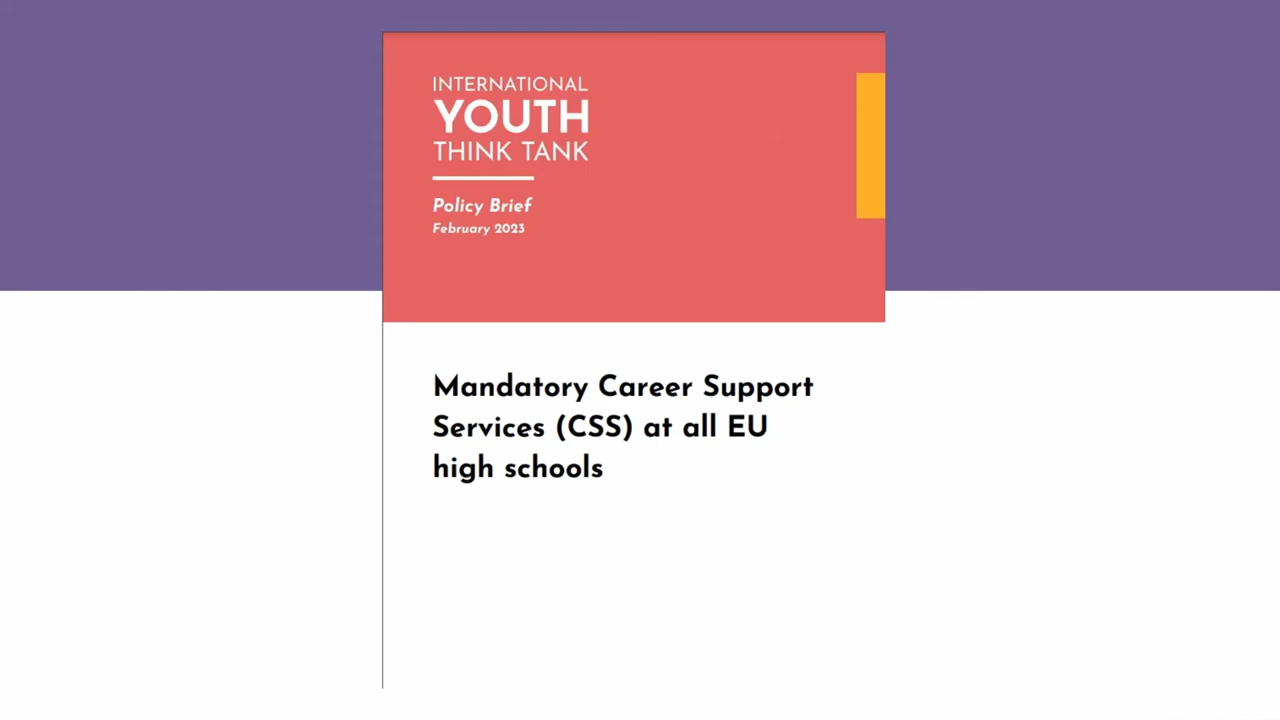 INTERNATIONAL
YOUTH
THINK TANK
Policy Brief
February 2023
Mandatory Career Support
Services (CSS) at all EU
high schools